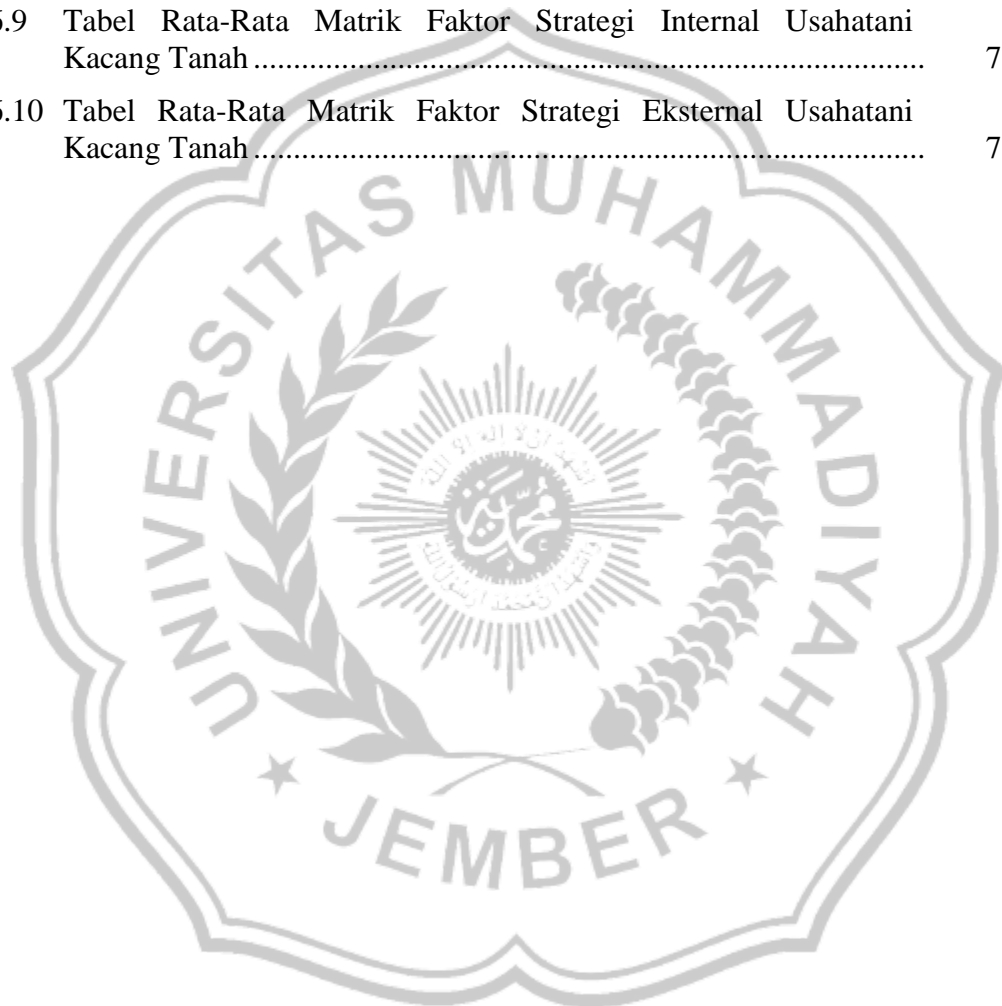 5.9 Tabel Rata-Rata Matrik Faktor Strategi Internal Usahatani
Kacang Tanah ........................................................................... 7
5.10 Tabel Rata-Rata Matrik Faktor Strategi Eksternal Usahatani
Kacang Tanah ........................................................................... 7
UNIVERSITAS MUHAMMADIYAH
JEMBER